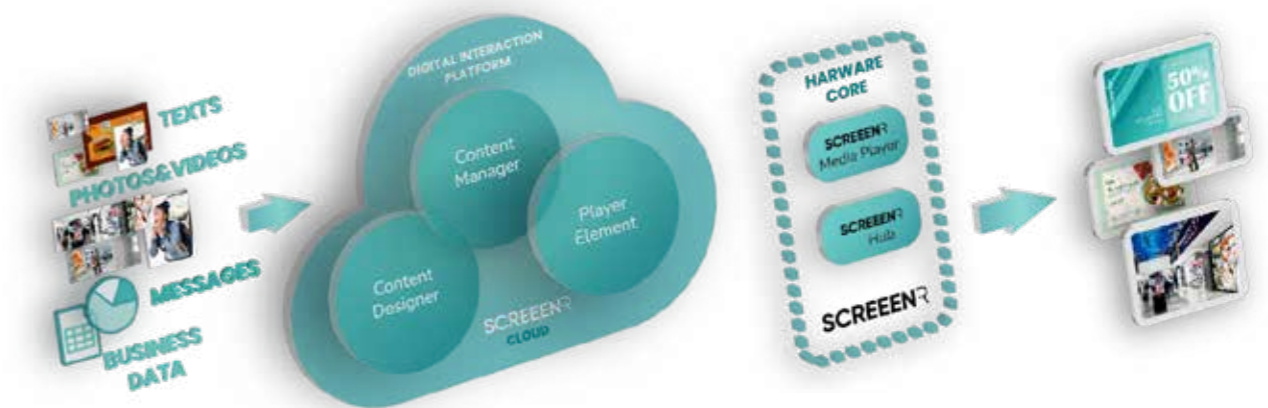 TEXTS
PHOTOS&VIDEOS
MESSAGES
BUSINESS
DATA
DIGITAL INTERACTION
PLATFORM
Content
Manager
Player
Element
Content
Designer
SCREEENR
CLOUD
HARWARE
CORE
SCREEENR
Media Player
SCREEENR
Hub
SCREEENR
50%
OFF